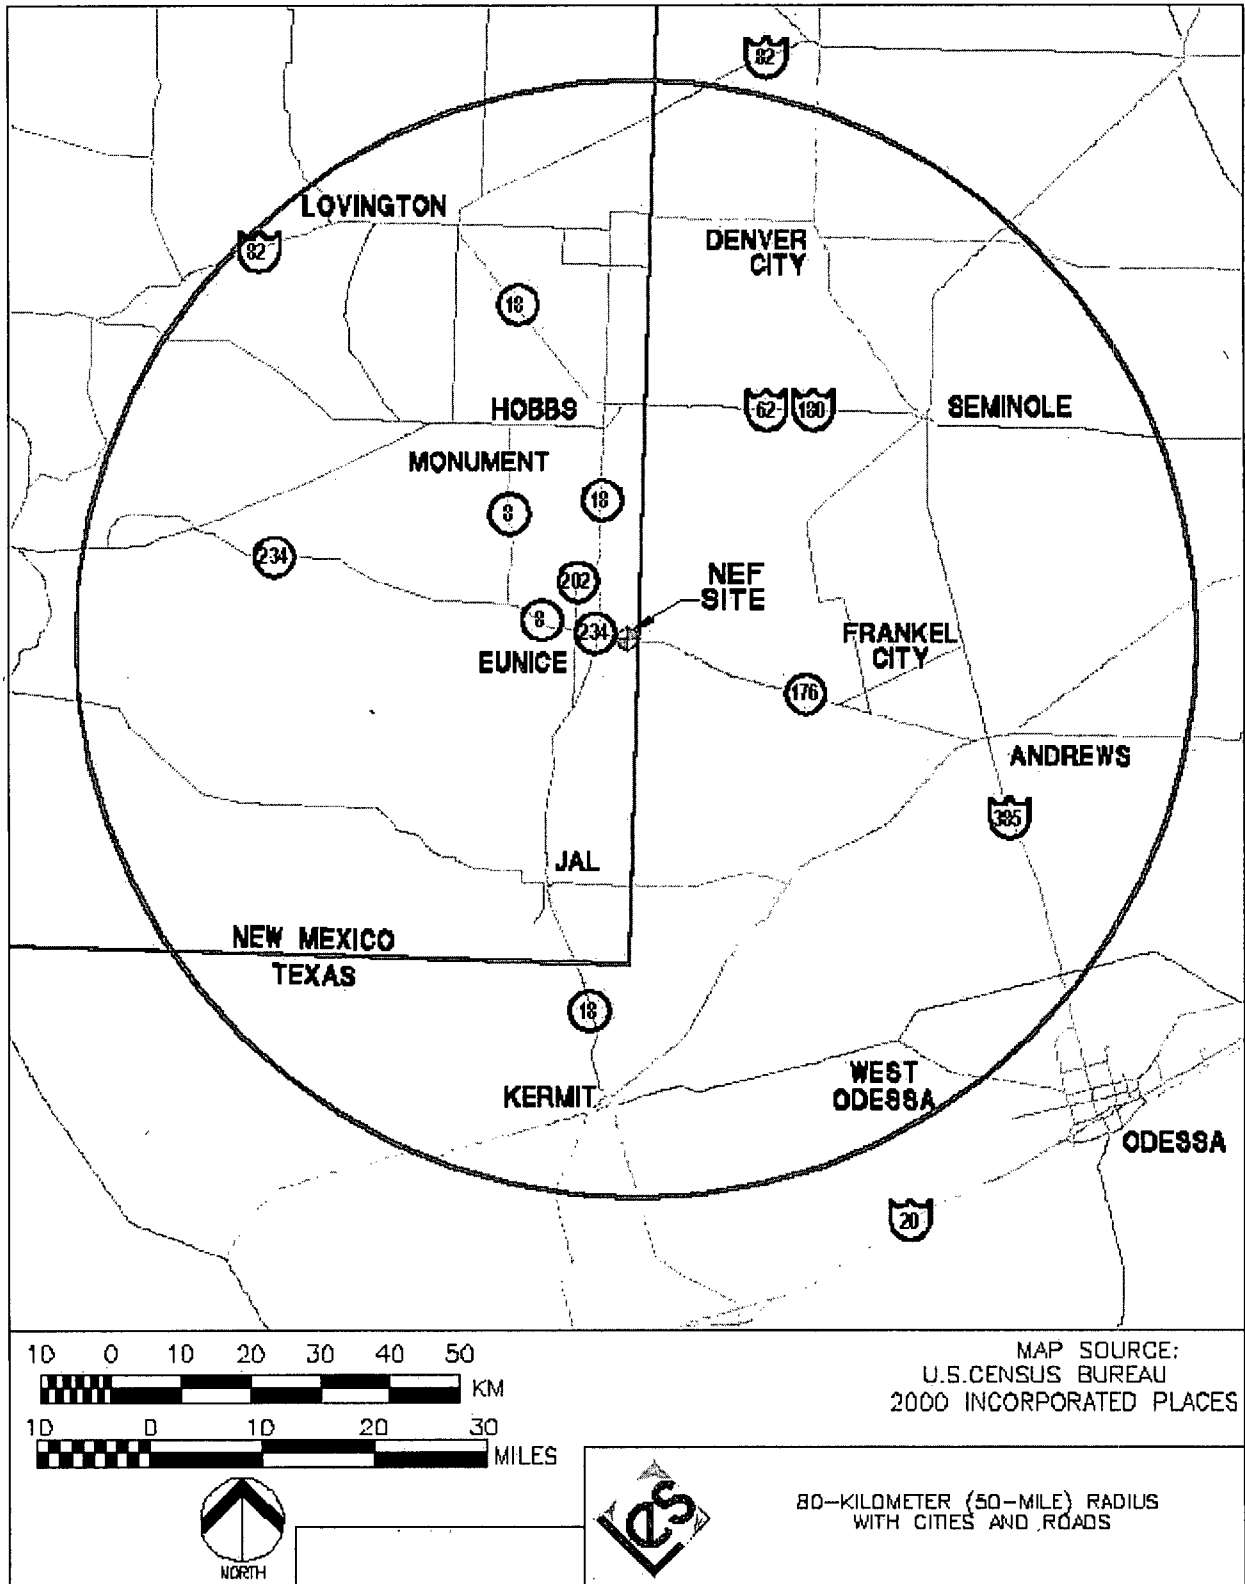 82
LOVINGTON
82
DENVER
CITY
18
HOBBS
62
180
SEMINOLE
MONUMENT
8
18
234
202
NEF
SITE
8
234
EUNICE
FRANKEL
CITY
176
ANDREWS
385
JAL
NEW MEXICO
TEXAS
18
KERMIT
WEST
ODESSA
ODESSA
20
10 0 10 20 30 40 50
KM
10 0 10 20 30
MILES
NORTH
MAP SOURCE:
U.S.CENSUS BUREAU
2000 INCORPORATED PLACES
LES
80-KILOMETER (50-MILE) RADIUS
WITH CITIES AND ROADS